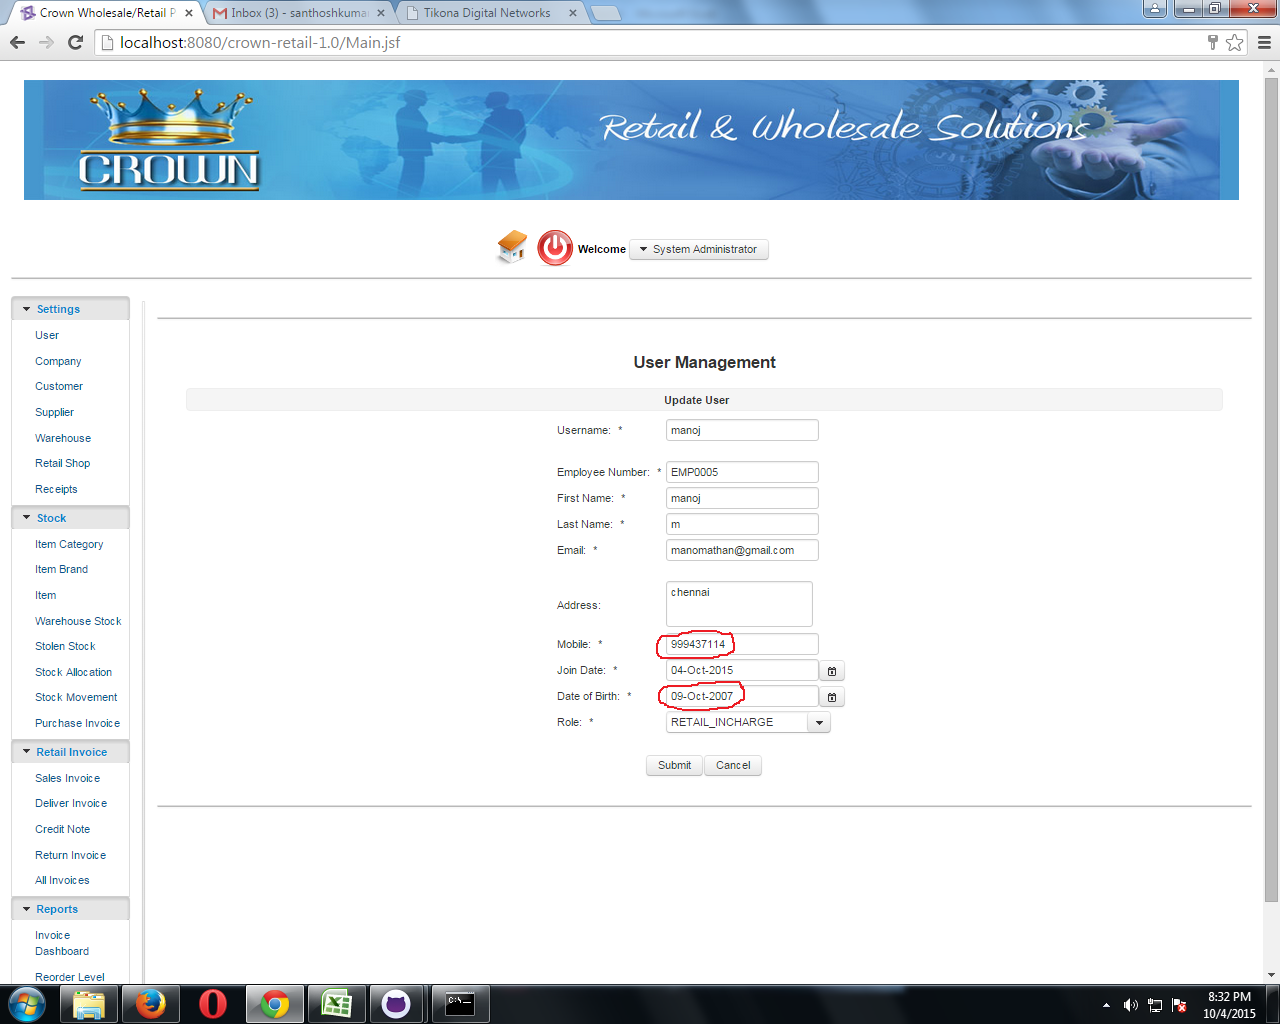 Crown Wholesale/Retail P
Inbox (3) - santhoshkumar
Tikona Digital Networks
localhost:8080/crown-retail-1.0/Main.jsf
CROWN
Retail & Wholesale Solutions
Welcome
System Administrator
Settings
User
Company
Customer
Supplier
Warehouse
Retail Shop
Receipts
Stock
Item Category
Item Brand
Item
Warehouse Stock
Stolen Stock
Stock Allocation
Stock Movement
Purchase Invoice
Retail Invoice
Sales Invoice
Deliver Invoice
Credit Note
Return Invoice
All Invoices
Reports
Invoice
Dashboard
Reorder Level
User Management
Update User
Username: * manoj
Employee Number: * EMP0005
First Name: * manoj
Last Name: * m
Email: * manomathan@gmail.com
Address: chennai
Mobile: * 999437114
Join Date: * 04-Oct-2015
Date of Birth: * 09-Oct-2007
Role: * RETAIL_INCHARGE
Submit
Cancel
C:\_
8:32 PM
10/4/2015